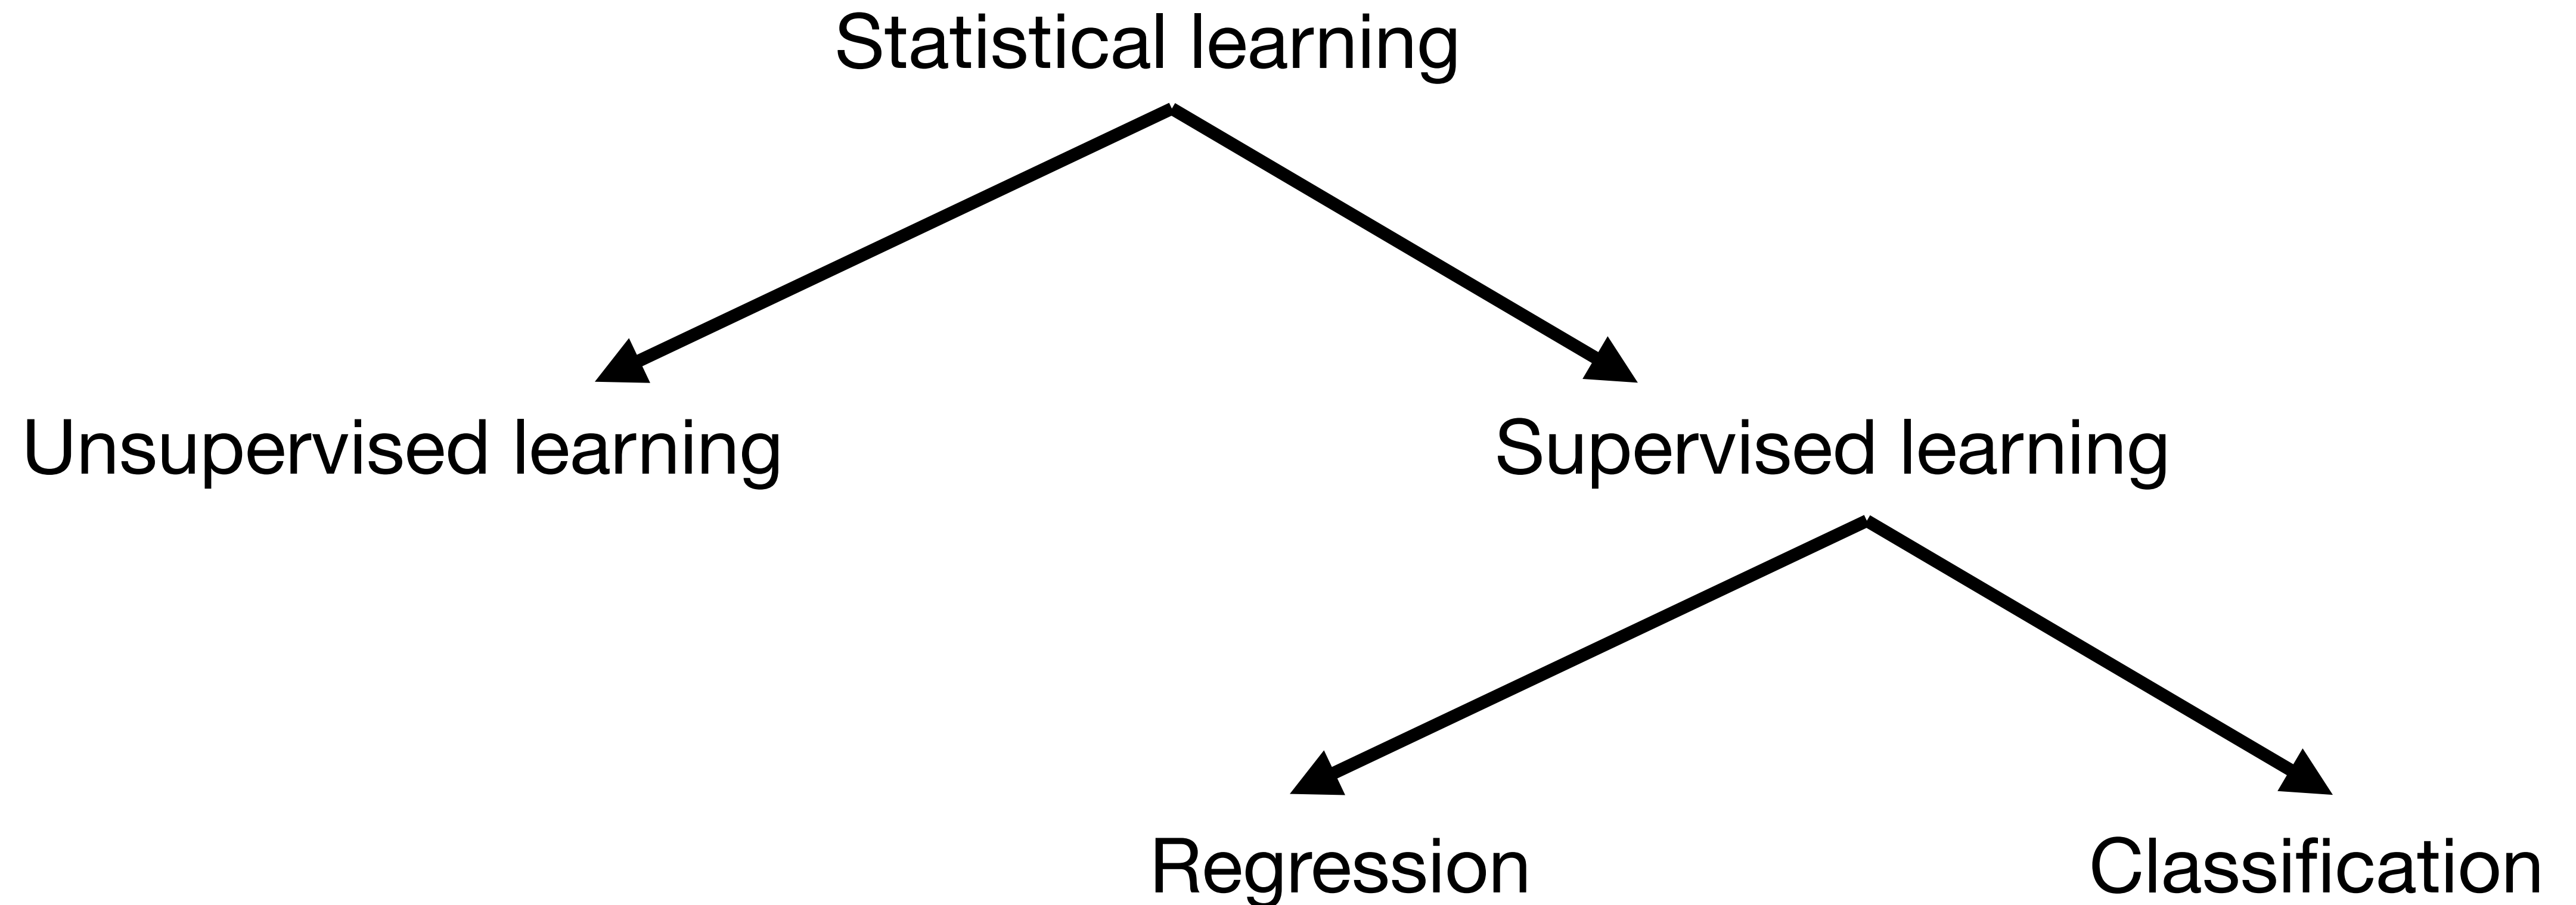 Statistical learning
Unsupervised learning
Supervised learning
Regression
Classification